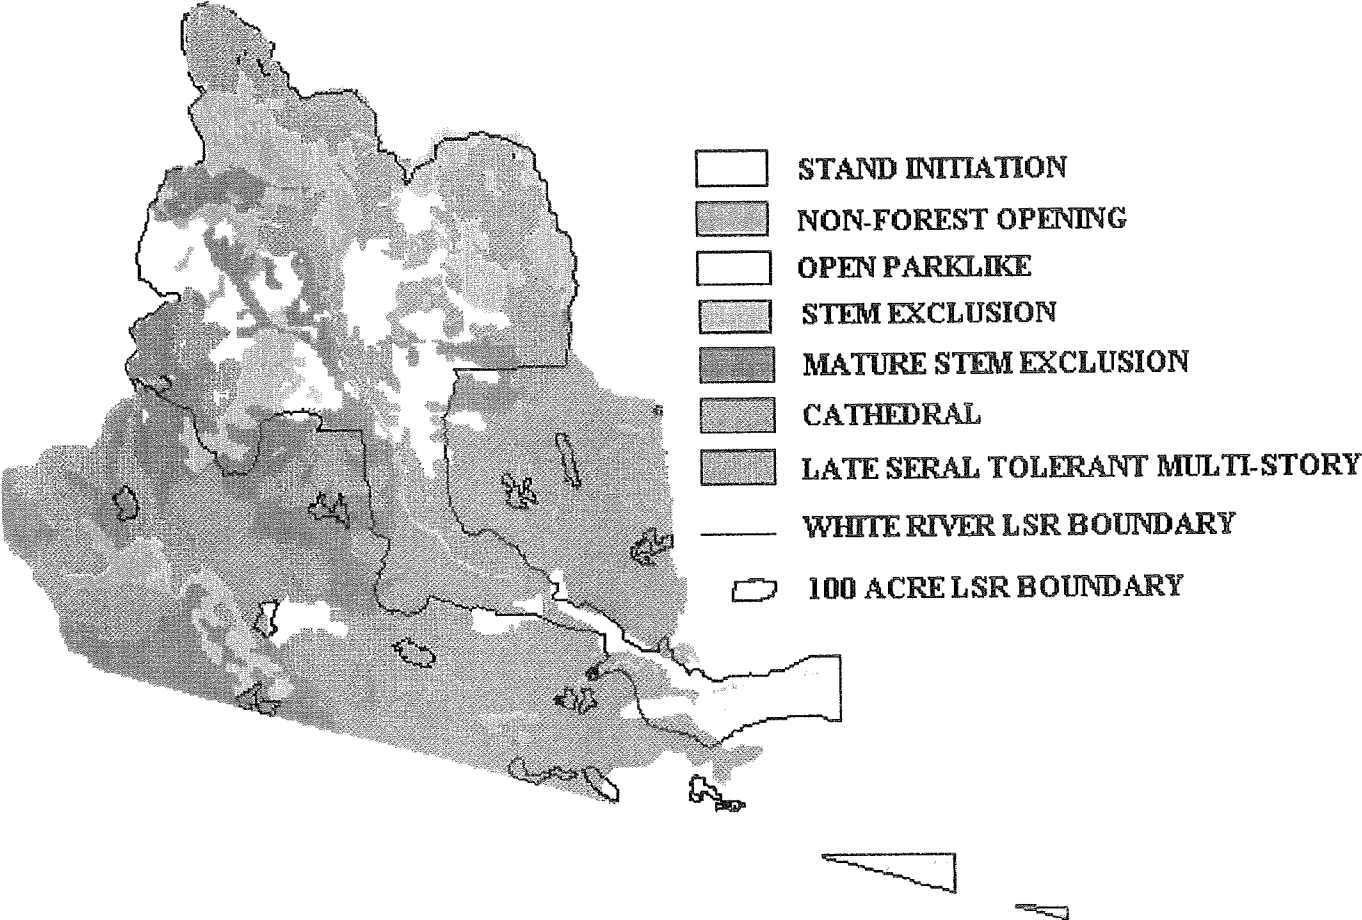 STAND INITIATION
NON-FOREST OPENING
OPEN PARKLIKE
STEM EXCLUSION
MATURE STEM EXCLUSION
CATHEDRAL
LATE SERAL TOLERANT MULTI-STORY
WHITE RIVER LSR BOUNDARY
100 ACRE LSR BOUNDARY